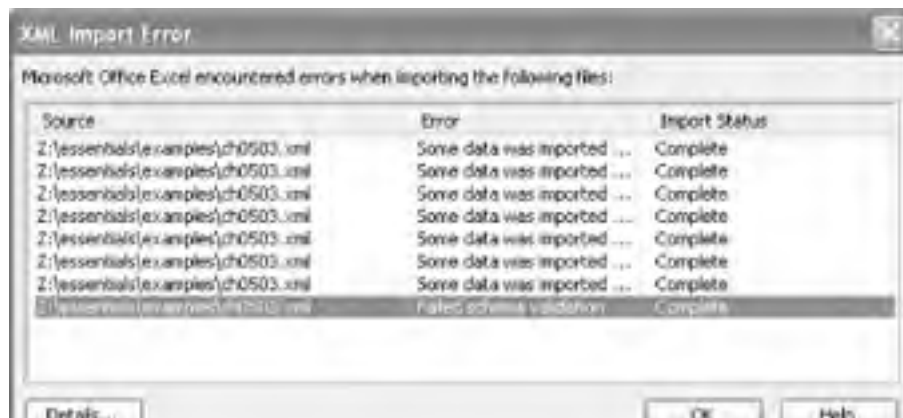 XML Import Error
Microsoft Office Excel encountered errors when importing the following files:
Source Error Import Status
Z:\essentials\examples\ch0503.xml Some data was imported ... Complete
Z:\essentials\examples\ch0503.xml Some data was imported ... Complete
Z:\essentials\examples\ch0503.xml Some data was imported ... Complete
Z:\essentials\examples\ch0503.xml Some data was imported ... Complete
Z:\essentials\examples\ch0503.xml Some data was imported ... Complete
Z:\essentials\examples\ch0503.xml Some data was imported ... Complete
Z:\essentials\examples\ch0503.xml Some data was imported ... Complete
Z:\essentials\examples\ch0503.xml Failed schema validation Complete
Details... OK Help